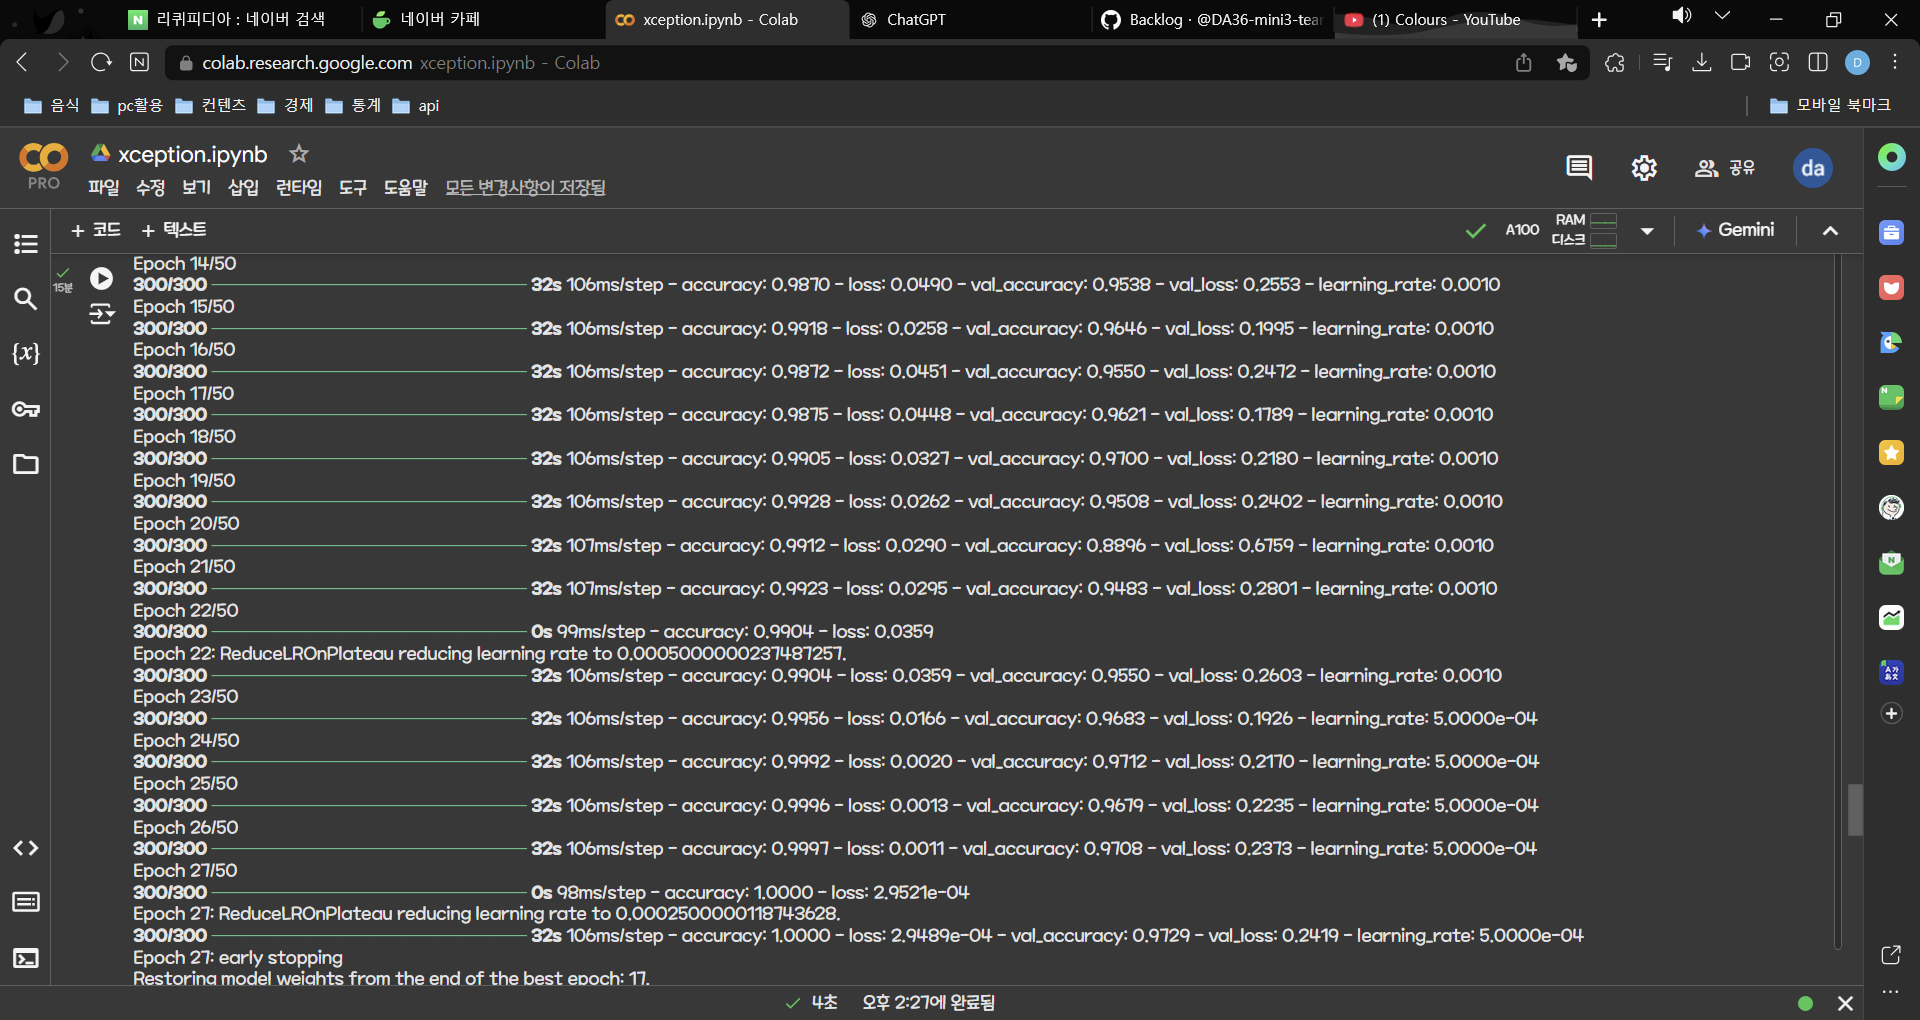 리퀴피디아 : 네이버 검색
네이버 카페
xception.ipynb - Colab
ChatGPT
Backlog · @DA36-mini3-tear
(1) Colours - YouTube
colab.research.google.com xception.ipynb - Colab
D
음식 pc활용 컨텐츠 경제 통계 api
모바일 북마크
CO
PRO
xception.ipynb
파일 수정 보기 삽입 런타임 도구 도움말 모든 변경사항이 저장됨
공유
da
+ 코드 + 텍스트
A100
RAM
디스크
Gemini
15분
Epoch 14/50
300/300 32s 106ms/step - accuracy: 0.9870 - loss: 0.0490 - val_accuracy: 0.9538 - val_loss: 0.2553 - learning_rate: 0.0010
Epoch 15/50
300/300 32s 106ms/step - accuracy: 0.9918 - loss: 0.0258 - val_accuracy: 0.9646 - val_loss: 0.1995 - learning_rate: 0.0010
Epoch 16/50
300/300 32s 106ms/step - accuracy: 0.9872 - loss: 0.0451 - val_accuracy: 0.9550 - val_loss: 0.2472 - learning_rate: 0.0010
Epoch 17/50
300/300 32s 106ms/step - accuracy: 0.9875 - loss: 0.0448 - val_accuracy: 0.9621 - val_loss: 0.1789 - learning_rate: 0.0010
Epoch 18/50
300/300 32s 106ms/step - accuracy: 0.9905 - loss: 0.0327 - val_accuracy: 0.9700 - val_loss: 0.2180 - learning_rate: 0.0010
Epoch 19/50
300/300 32s 106ms/step - accuracy: 0.9928 - loss: 0.0262 - val_accuracy: 0.9508 - val_loss: 0.2402 - learning_rate: 0.0010
Epoch 20/50
300/300 32s 107ms/step - accuracy: 0.9912 - loss: 0.0290 - val_accuracy: 0.8896 - val_loss: 0.6759 - learning_rate: 0.0010
Epoch 21/50
300/300 32s 107ms/step - accuracy: 0.9923 - loss: 0.0295 - val_accuracy: 0.9483 - val_loss: 0.2801 - learning_rate: 0.0010
Epoch 22/50
300/300 0s 99ms/step - accuracy: 0.9904 - loss: 0.0359
Epoch 22: ReduceLROnPlateau reducing learning rate to 0.0005000000237487257.
300/300 32s 106ms/step - accuracy: 0.9904 - loss: 0.0359 - val_accuracy: 0.9550 - val_loss: 0.2603 - learning_rate: 0.0010
Epoch 23/50
300/300 32s 106ms/step - accuracy: 0.9956 - loss: 0.0166 - val_accuracy: 0.9683 - val_loss: 0.1926 - learning_rate: 5.0000e-04
Epoch 24/50
300/300 32s 106ms/step - accuracy: 0.9992 - loss: 0.0020 - val_accuracy: 0.9712 - val_loss: 0.2170 - learning_rate: 5.0000e-04
Epoch 25/50
300/300 32s 106ms/step - accuracy: 0.9996 - loss: 0.0013 - val_accuracy: 0.9679 - val_loss: 0.2235 - learning_rate: 5.0000e-04
Epoch 26/50
300/300 32s 106ms/step - accuracy: 0.9997 - loss: 0.0011 - val_accuracy: 0.9708 - val_loss: 0.2373 - learning_rate: 5.0000e-04
Epoch 27/50
300/300 0s 98ms/step - accuracy: 1.0000 - loss: 2.9521e-04
Epoch 27: ReduceLROnPlateau reducing learning rate to 0.0002500000118743628.
300/300 32s 106ms/step - accuracy: 1.0000 - loss: 2.9489e-04 - val_accuracy: 0.9729 - val_loss: 0.2419 - learning_rate: 5.0000e-04
Epoch 27: early stopping
Restoring model weights from the end of the best epoch: 17.
4초 오후 2:27에 완료됨